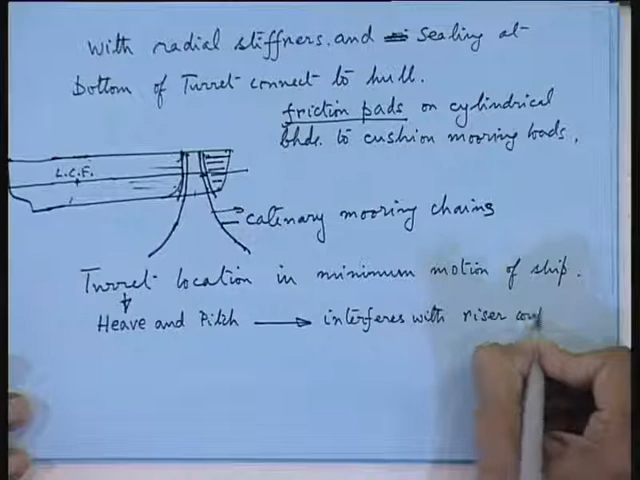 with radial stiffners. and sealing at
bottom of Turret connect to hull.
friction pads on cylindrical
bhds. to cushion mooring loads.
L.C.F.
catenary mooring chains
Turret location in minimum motion of ship.
Heave and Pitch → interferes with riser con